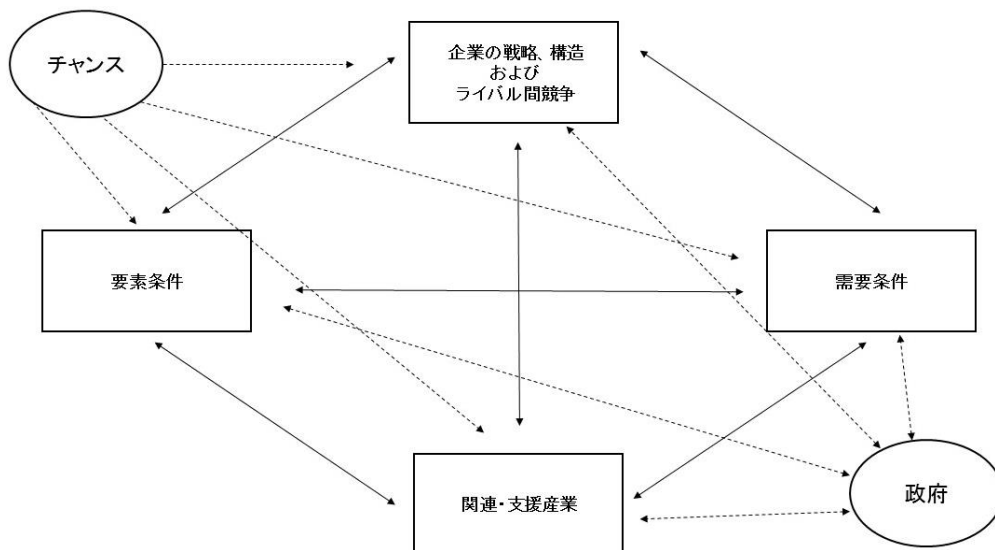 チャンス
企業の戦略、構造
および
ライバル間競争
要素条件
需要条件
関連・支援産業
政府